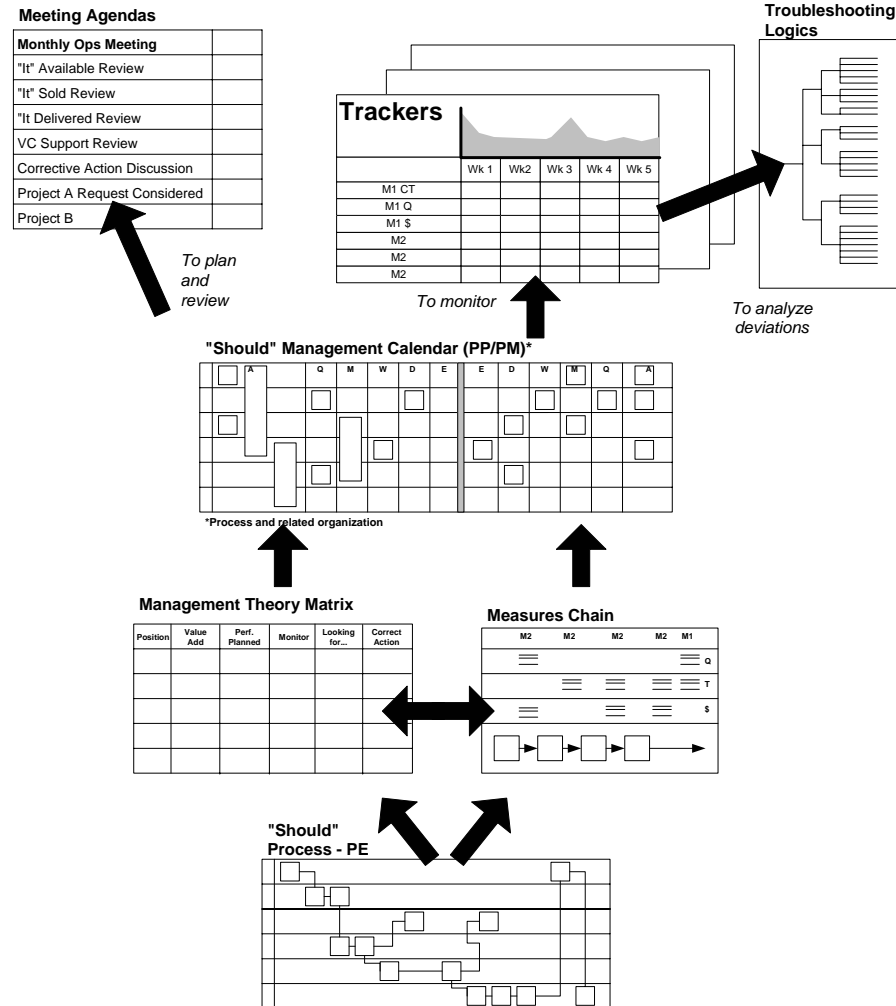 Meeting Agendas
Monthly Ops Meeting
"It" Available Review
"It" Sold Review
"It Delivered Review
VC Support Review
Corrective Action Discussion
Project A Request Considered
Project B
To plan
and
review
Trackers
Wk 1 Wk2 Wk 3 Wk 4 Wk 5
M1 CT
M1 Q
M1 $
M2
M2
M2
To monitor
Troubleshooting
Logics
To analyze
deviations
"Should" Management Calendar (PP/PM)*
A Q M W D E E D W M Q A
*Process and related organization
Management Theory Matrix
Position Value Add Perf. Planned Monitor Looking for... Correct Action
Measures Chain
M2 M2 M2 M2 M1
Q
T
$
"Should"
Process - PE